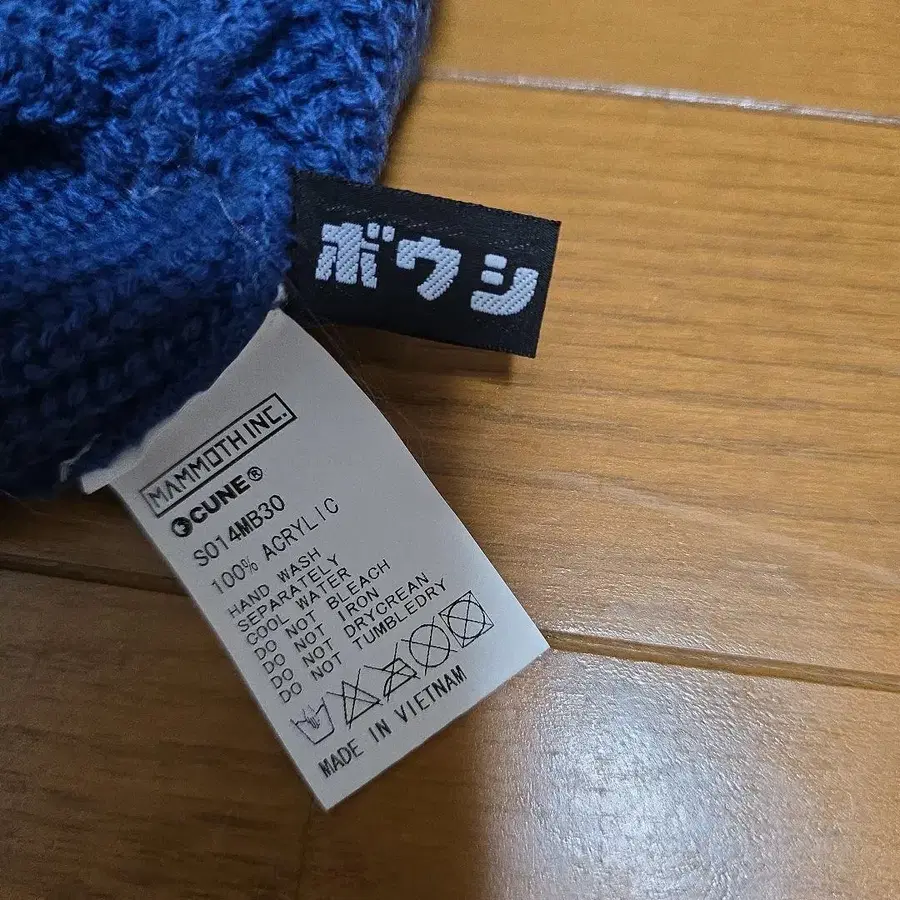 ボウシ
MAMMOTH INC.
CUNE®
S014MB30
100% ACRYLIC
HAND WASH
SEPARATELY
COOL WATER
DO NOT BLEACH
DO NOT IRON
DO NOT DRYCREAN
DO NOT TUMBLEDRY
MADE IN VIETNAM